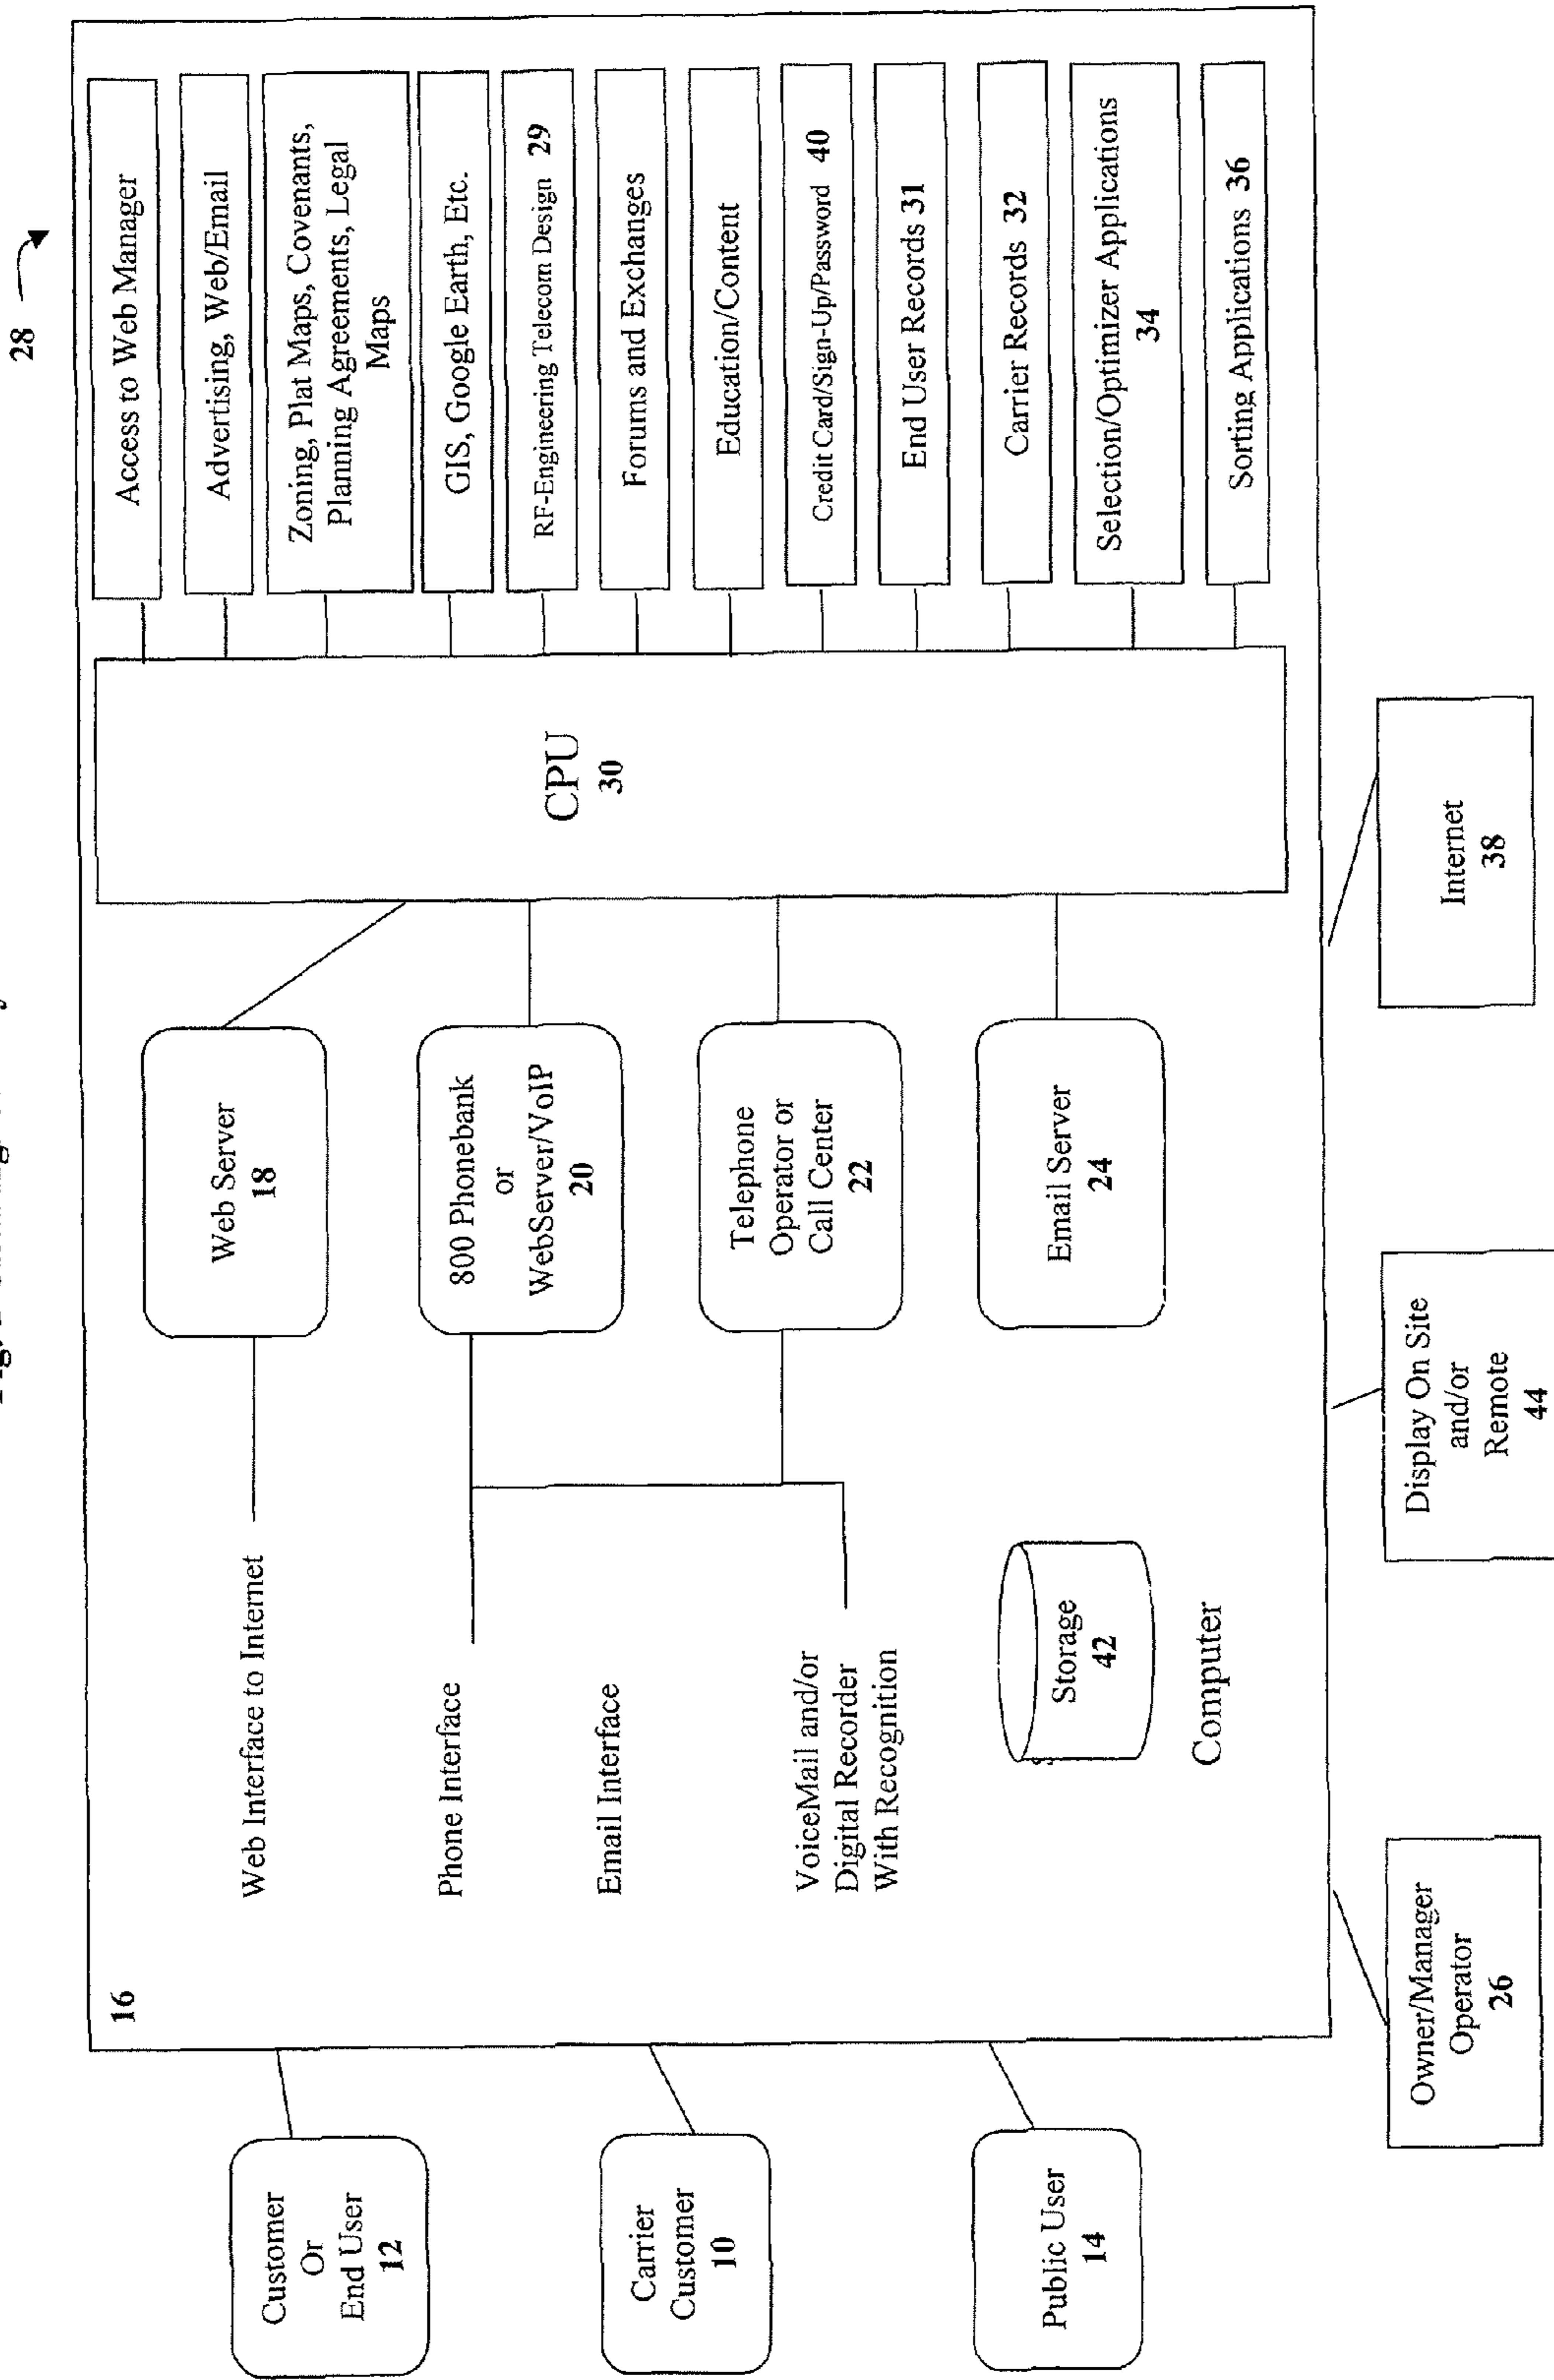 28
16
Customer
Or
End User
12
Carrier
Customer
10
Public User
14
Web Interface to Internet
Phone Interface
Email Interface
VoiceMail and/or
Digital Recorder
With Recognition
Storage
42
Computer
Web Server
18
800 Phonebank
or
WebServer/VoIP
20
Telephone
Operator or
Call Center
22
Email Server
24
CPU
30
Access to Web Manager
Advertising, Web/Email
Zoning, Plat Maps, Covenants,
Planning Agreements, Legal
Maps
GIS, Google Earth, Etc.
RF-Engineering Telecom Design 29
Forums and Exchanges
Education/Content
Credit Card/Sign-Up/Password 40
End User Records 31
Carrier Records 32
Selection/Optimizer Applications
34
Sorting Applications 36
Owner/Manager
Operator
26
Display On Site
and/or
Remote
44
Internet
38